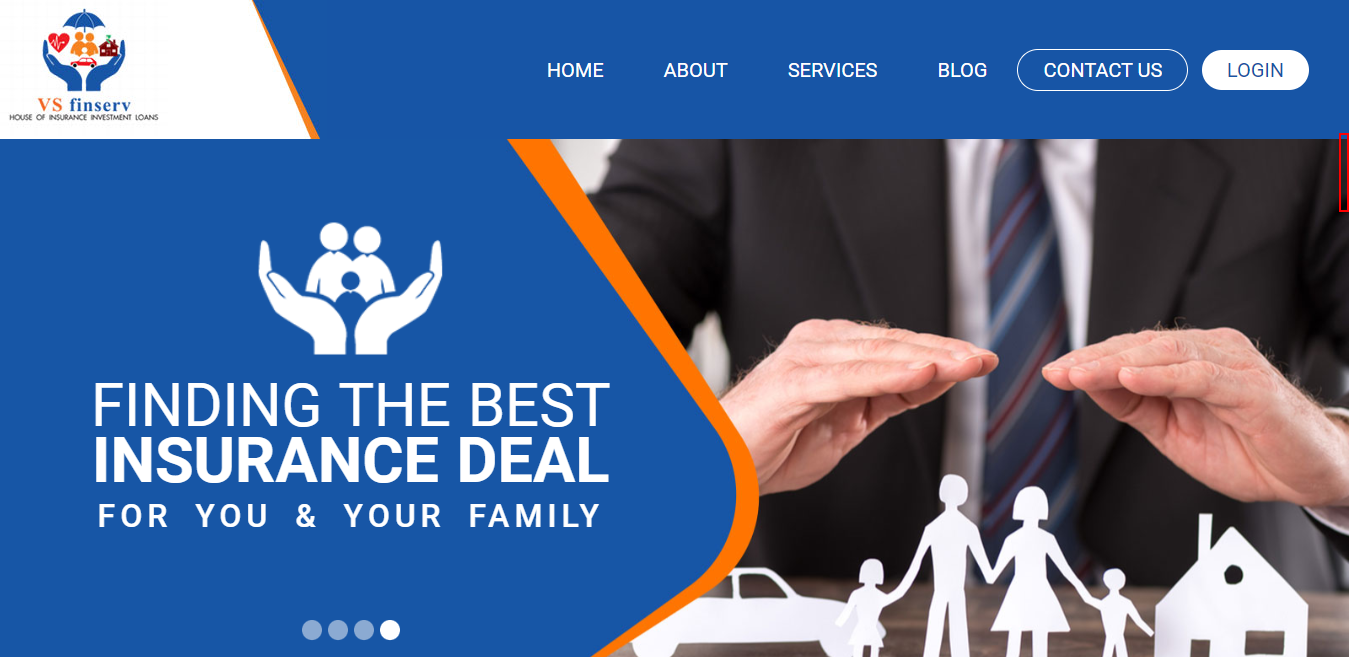 VS finserv
HOUSE OF INSURANCE INVESTMENT LOANS
HOME
ABOUT
SERVICES
BLOG
CONTACT US
LOGIN
FINDING THE BEST
INSURANCE DEAL
FOR YOU & YOUR FAMILY